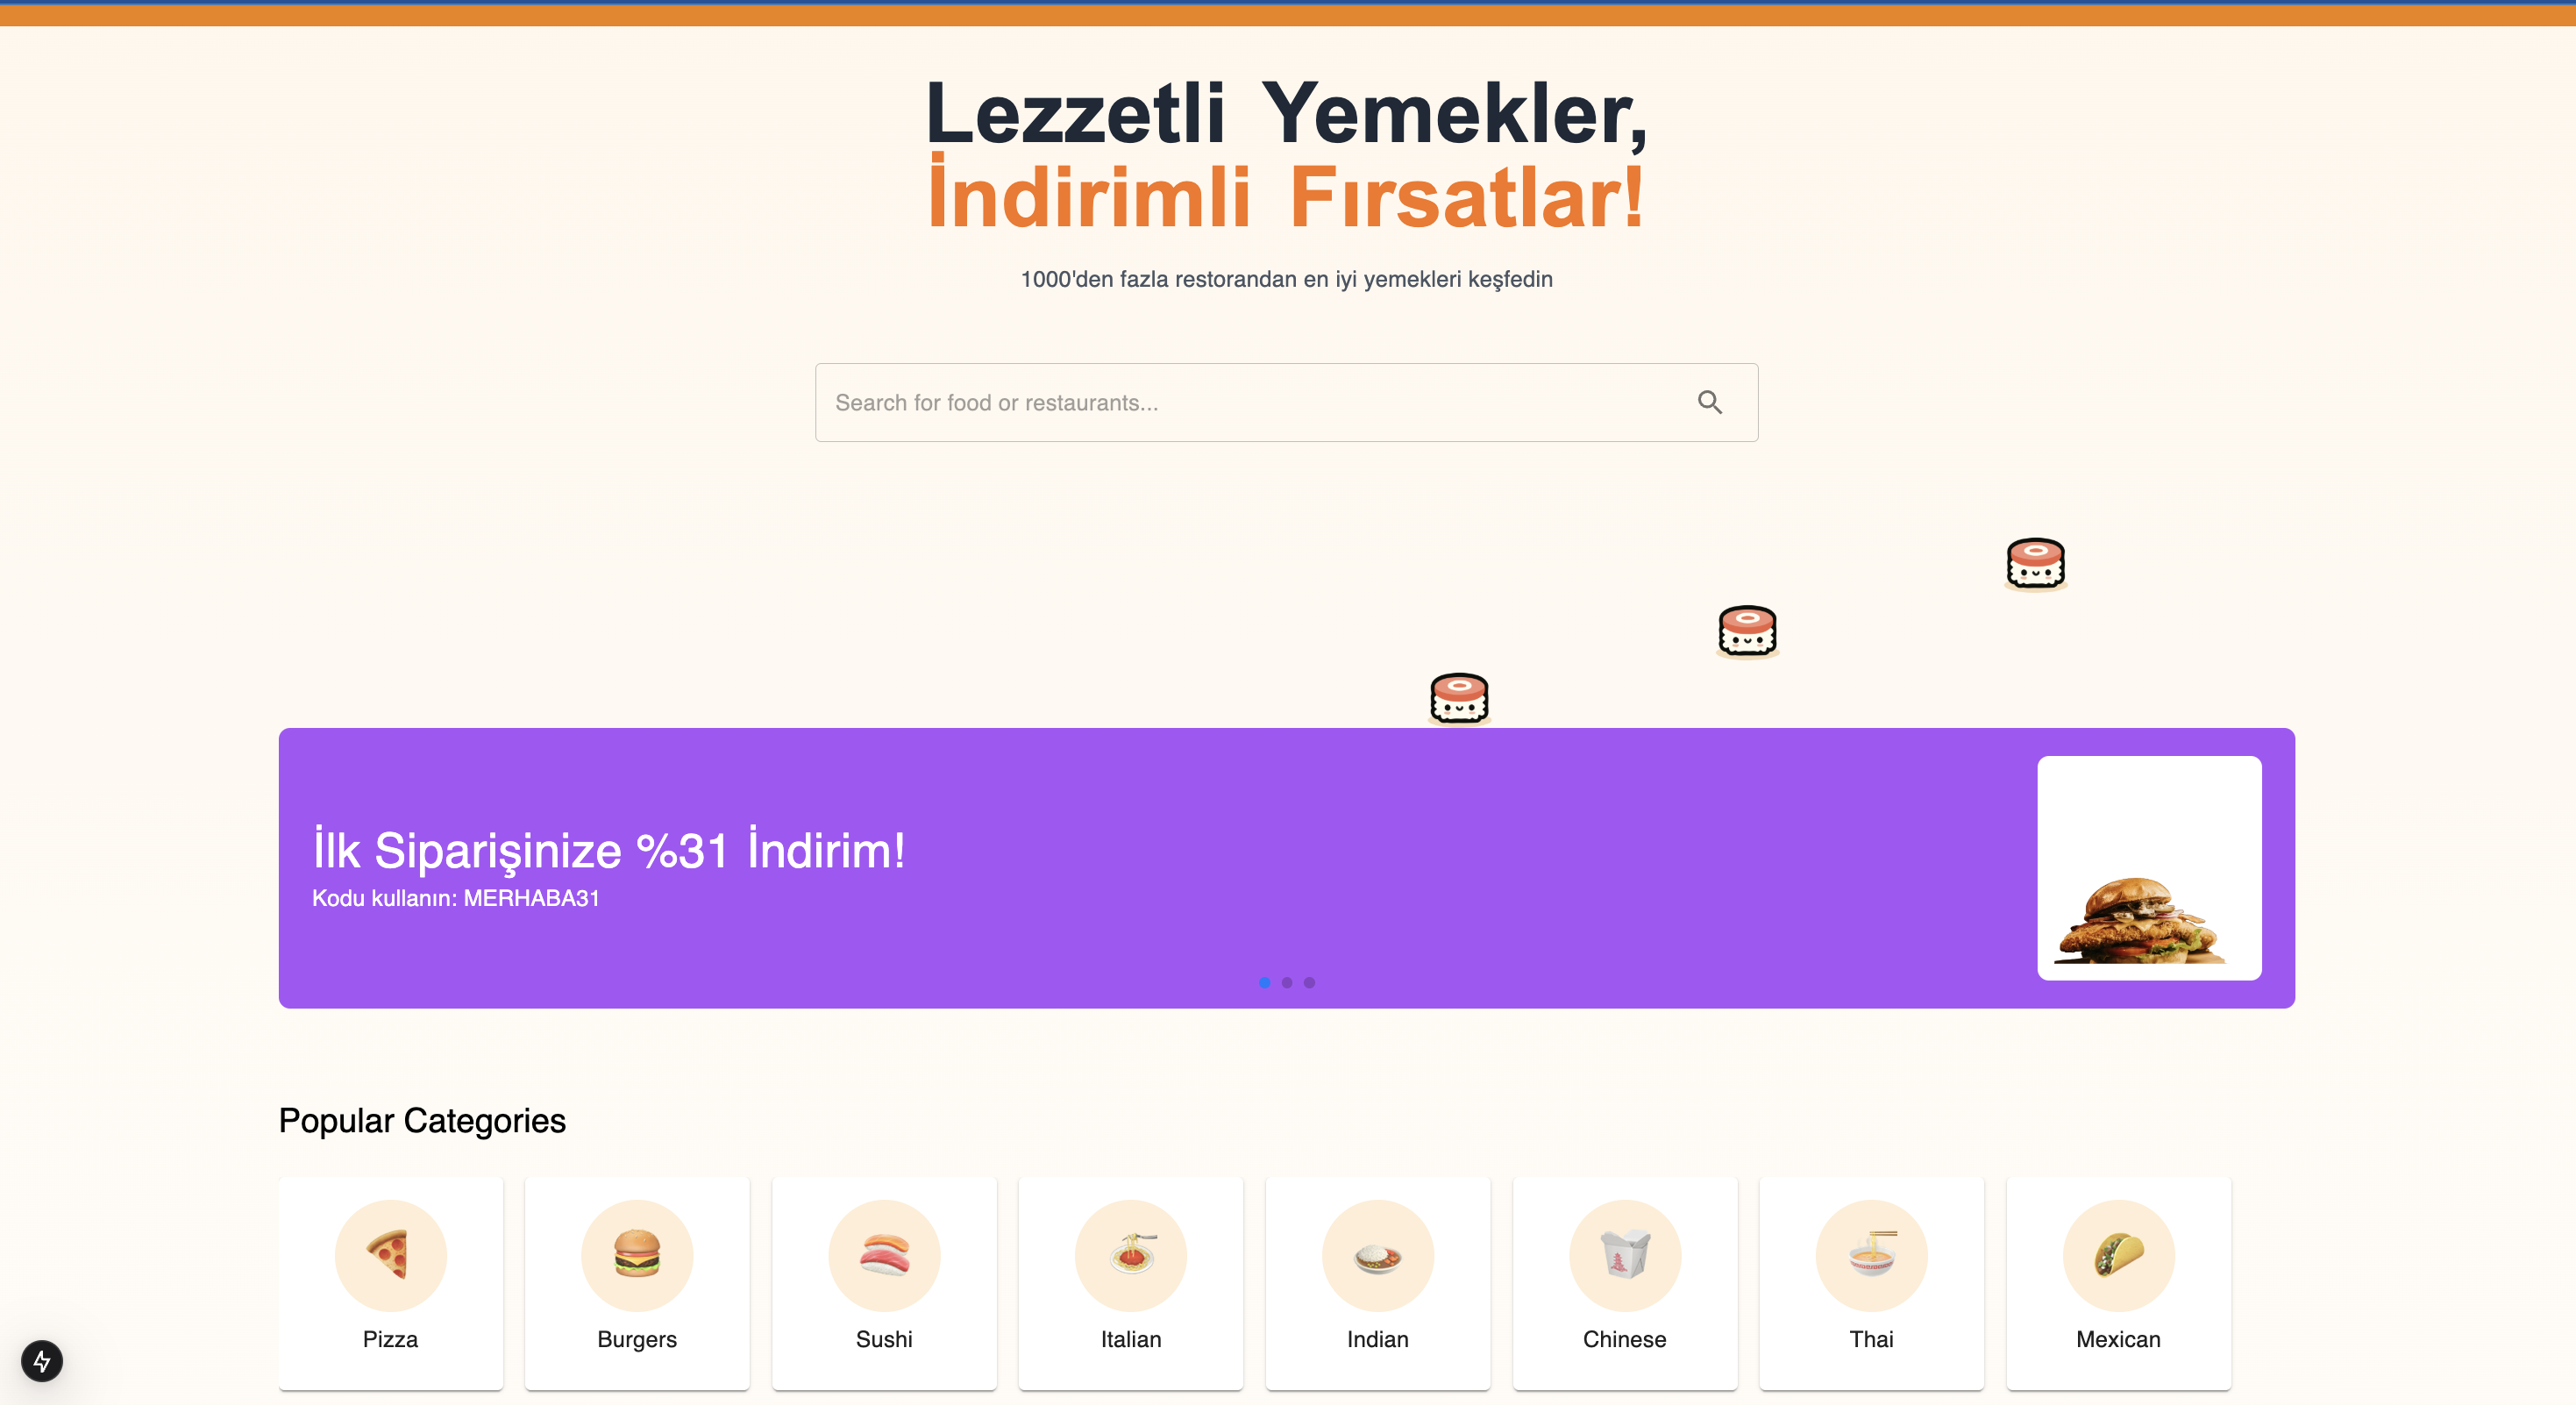 Lezzetli Yemekler,
İndirimli Fırsatlar!
1000'den fazla restorandan en iyi yemekleri keşfedin
Search for food or restaurants...
İlk Siparişinize %31 İndirim!
Kodu kullanın: MERHABA31
Popular Categories
Pizza
Burgers
Sushi
Italian
Indian
Chinese
Thai
Mexican